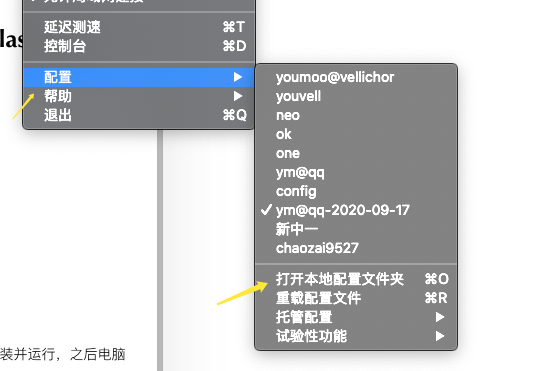 las
延迟测速 ⌘T
控制台 ⌘D
配置
帮助
退出 ⌘Q
youmoo@vellichor
youvell
neo
ok
one
ym@qq
config
✓ ym@qq-2020-09-17
新中一
chaozai9527
打开本地配置文件夹 ⌘O
重载配置文件 ⌘R
托管配置
试验性功能
装并运行，之后电脑